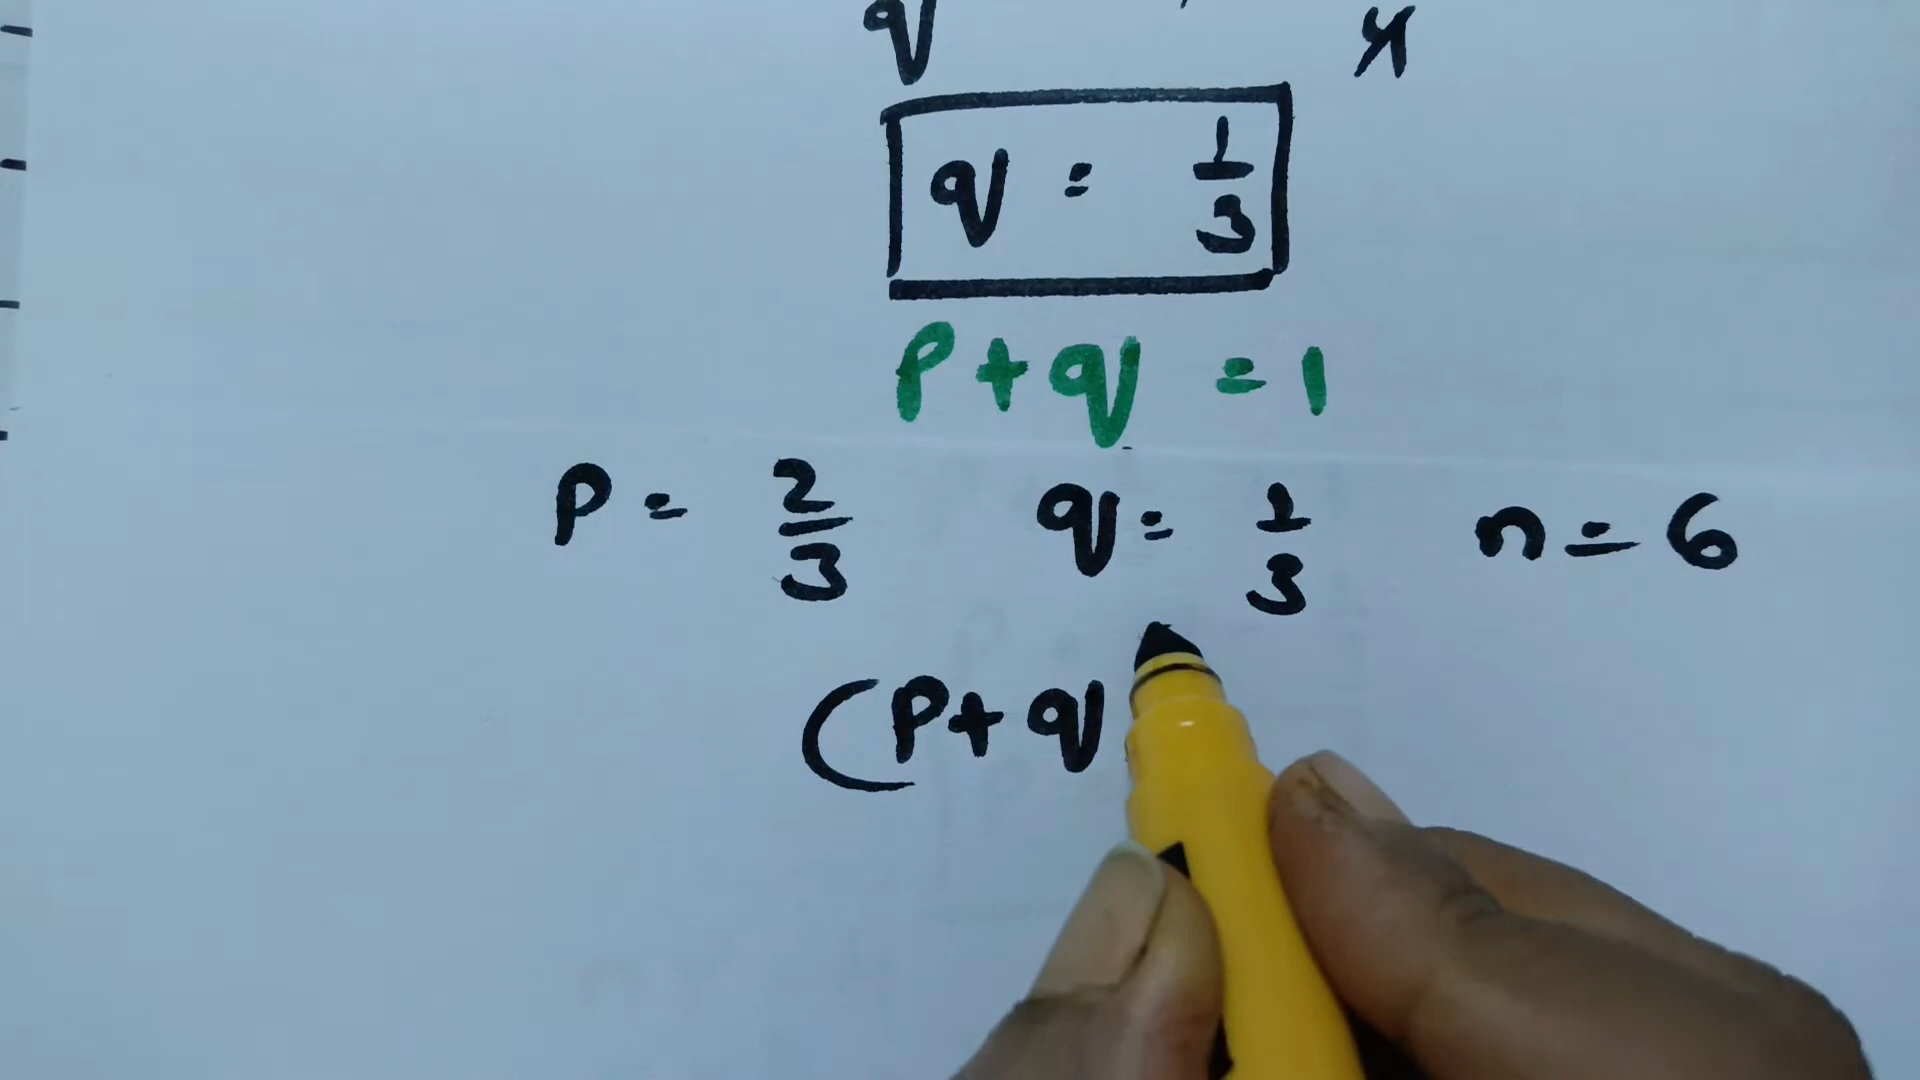 q
q = 1/3
P+q = 1
P = 2/3 q = 1/3 n = 6
(P+q